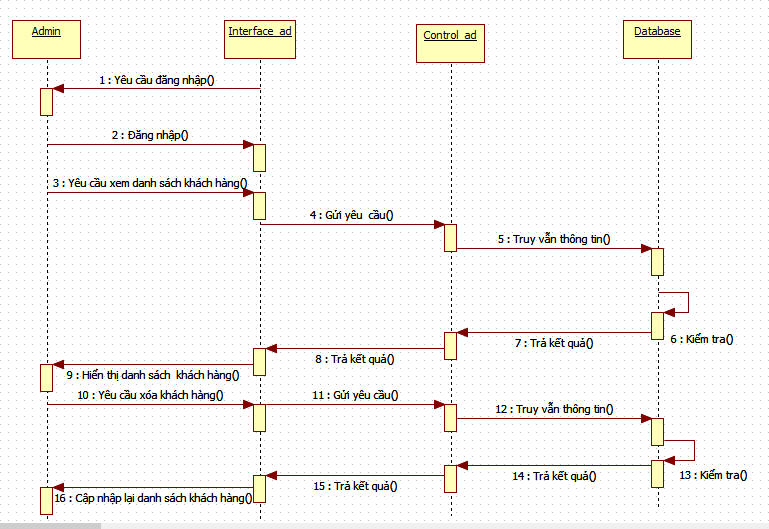 Admin
Interface_ad
Control_ad
Database
1 : Yêu cầu đăng nhập()
2 : Đăng nhập()
3 : Yêu cầu xem danh sách khách hàng()
4 : Gửi yêu cầu()
5 : Truy vẫn thông tin()
6 : Kiểm tra()
7 : Trả kết quả()
8 : Trả kết quả()
9 : Hiển thị danh sách khách hàng()
10 : Yêu cầu xóa khách hàng()
11 : Gửi yêu cầu()
12 : Truy vẫn thông tin()
13 : Kiểm tra()
14 : Trả kết quả()
15 : Trả kết quả()
16 : Cập nhập lại danh sách khách hàng()